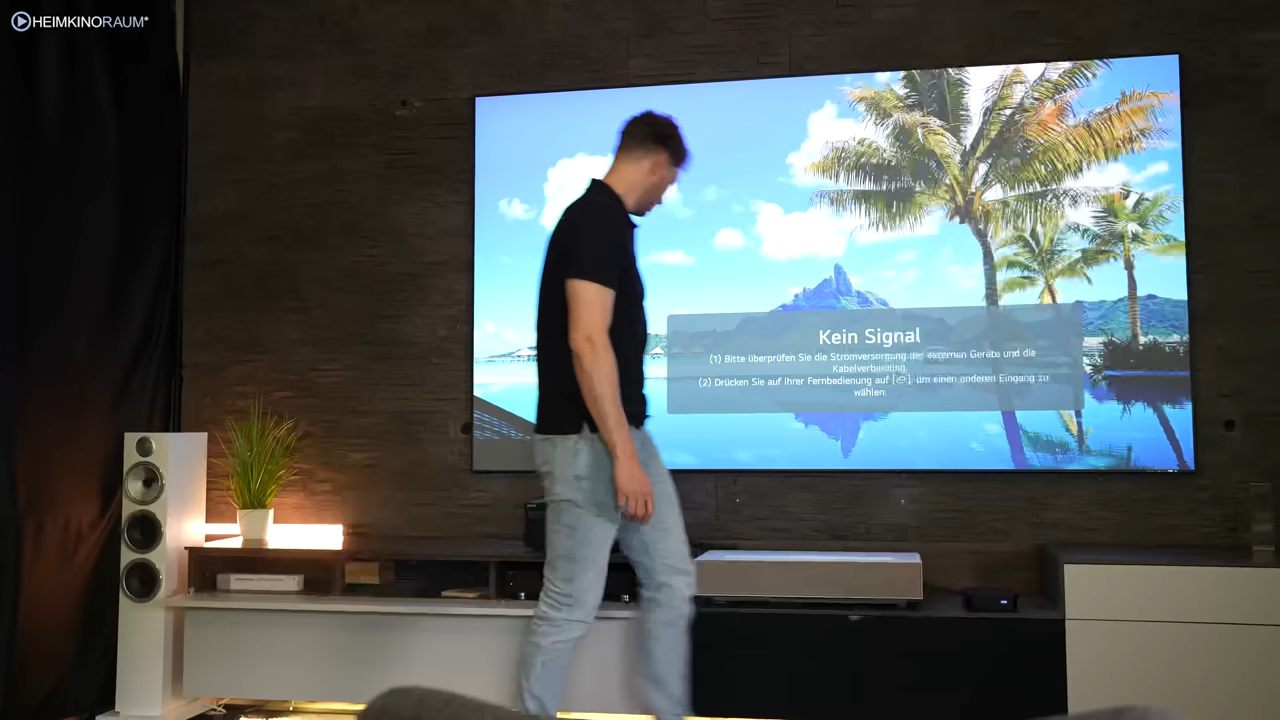 HEIMKINORAUM
Kein Signal
(1) Bitte überprüfen Sie die Stromversorgung der externen Geräte und die
Kabelverbindung.
(2) Drücken Sie auf Ihrer Fernbedienung auf [ ], um einen anderen Eingang zu
wählen.